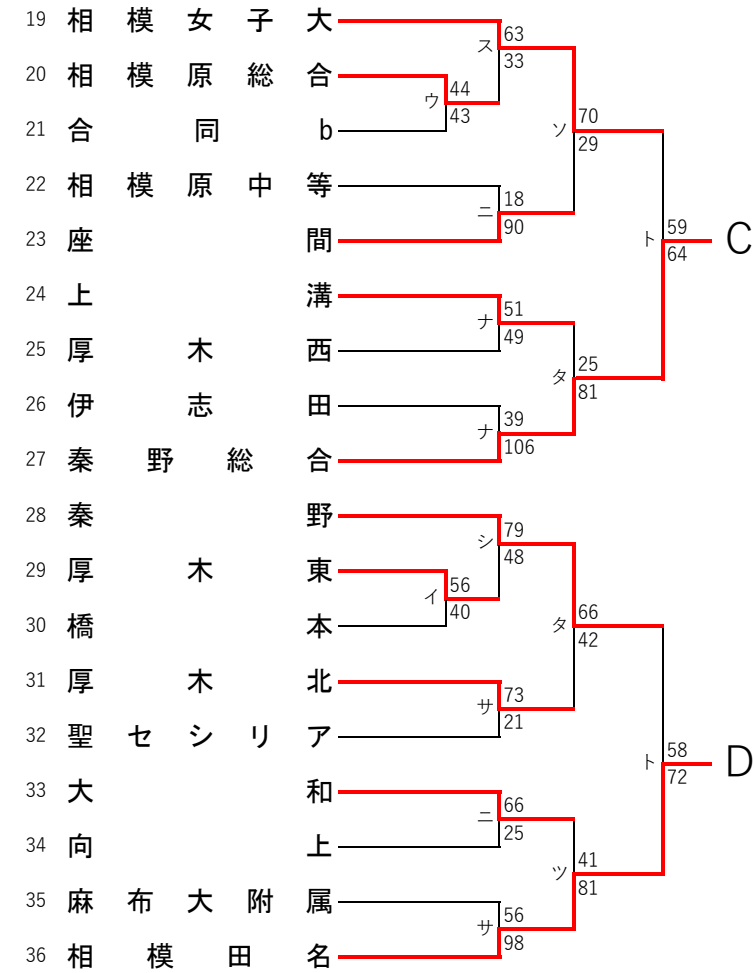 19 相模女子大
20 相模原総合
21 合同b
22 相模原中等
23 座間
24 上溝
25 厚木西
26 伊志田
27 秦野総合
28 秦野
29 厚木東
30 橋本
31 厚木北
32 聖セシリア
33 大和
34 向上
35 麻布大附属
36 相模田名
ウ 44 43
ス 63 33
ニ 18 90
ソ 70 29
ナ 51 49
ナ 39 106
タ 25 81
ト 59 64
C
イ 56 40
シ 79 48
サ 73 21
タ 66 42
ニ 66 25
サ 56 98
ツ 41 81
ト 58 72
D